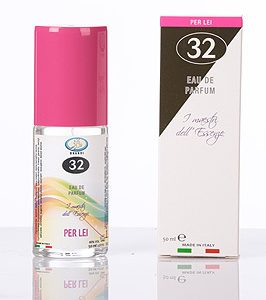 32
EAU DE
PARFUM
I maestri
dell'Essenze
PER LEI
PER LEI
32
EAU DE
PARFUM
I maestri
dell'Essenze
50 ml e
MADE IN ITALY